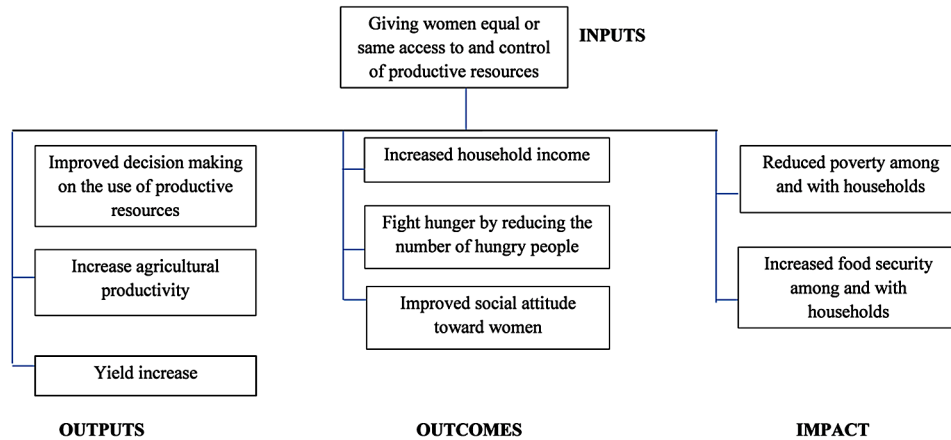 Giving women equal or
same access to and control
of productive resources
INPUTS
Improved decision making
on the use of productive
resources
Increase agricultural
productivity
Yield increase
OUTPUTS
Increased household income
Fight hunger by reducing the
number of hungry people
Improved social attitude
toward women
OUTCOMES
Reduced poverty among
and with households
Increased food security
among and with
households
IMPACT